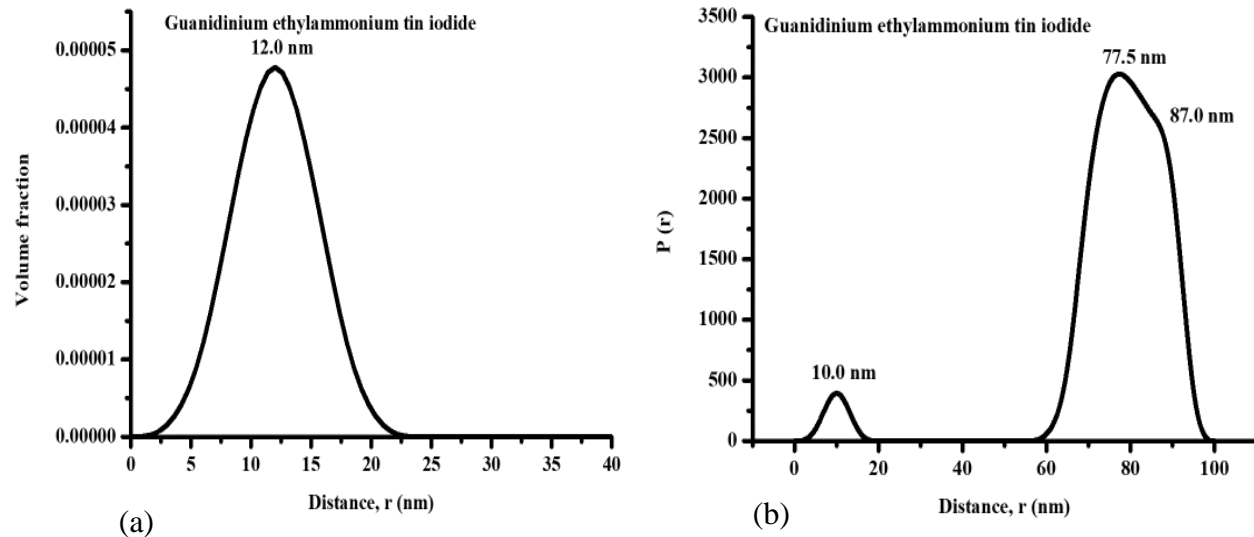 Guanidinium ethylammonium tin iodide
12.0 nm
Volume fraction
0.00005
0.00004
0.00003
0.00002
0.00001
0.00000
0 5 10 15 20 25 30 35 40
Distance, r (nm)
(a)
Guanidinium ethylammonium tin iodide
77.5 nm
87.0 nm
10.0 nm
P (r)
3500
3000
2500
2000
1500
1000
500
0
0 20 40 60 80 100
Distance, r (nm)
(b)